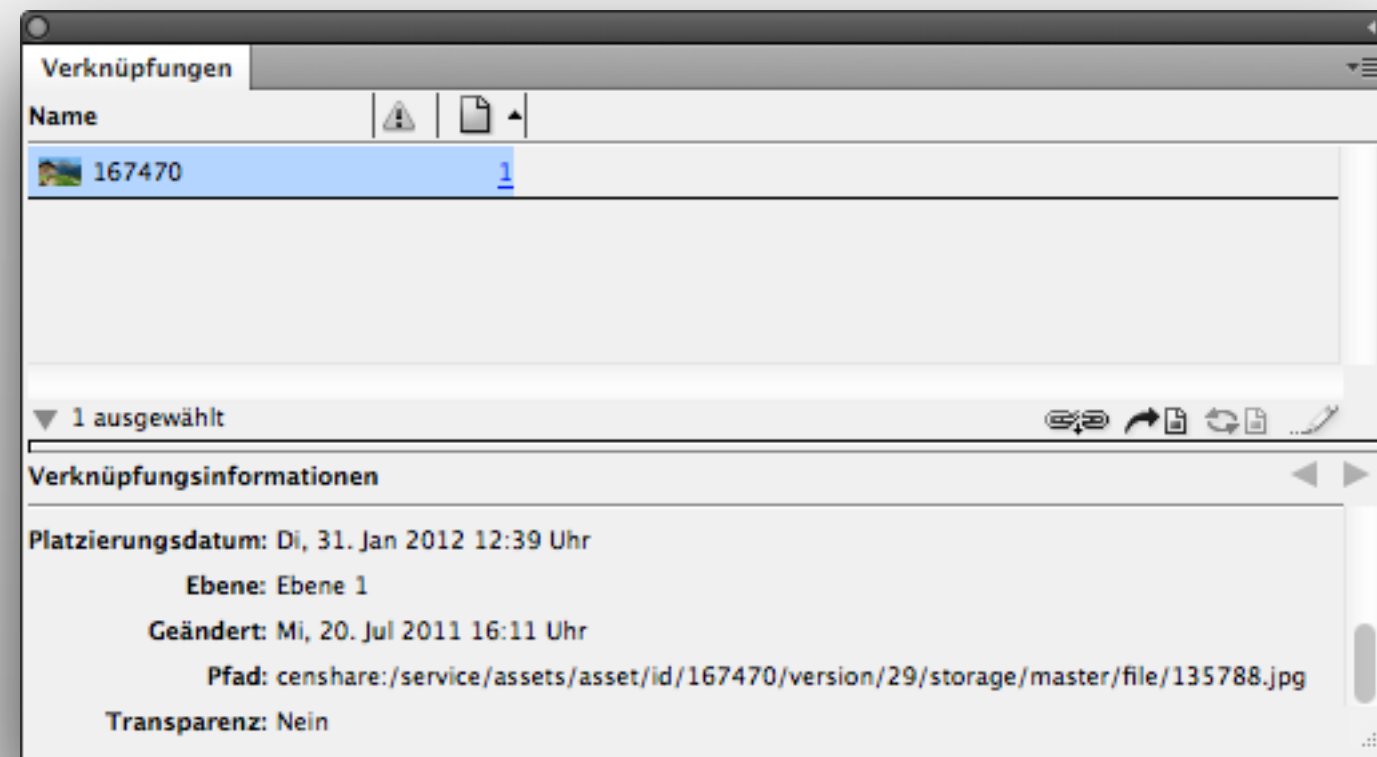 Verknüpfungen
Name
167470 1
1 ausgewählt
Verknüpfungsinformationen
Platzierungsdatum: Di, 31. Jan 2012 12:39 Uhr
Ebene: Ebene 1
Geändert: Mi, 20. Jul 2011 16:11 Uhr
Pfad: censhare:/service/assets/asset/id/167470/version/29/storage/master/file/135788.jpg
Transparenz: Nein